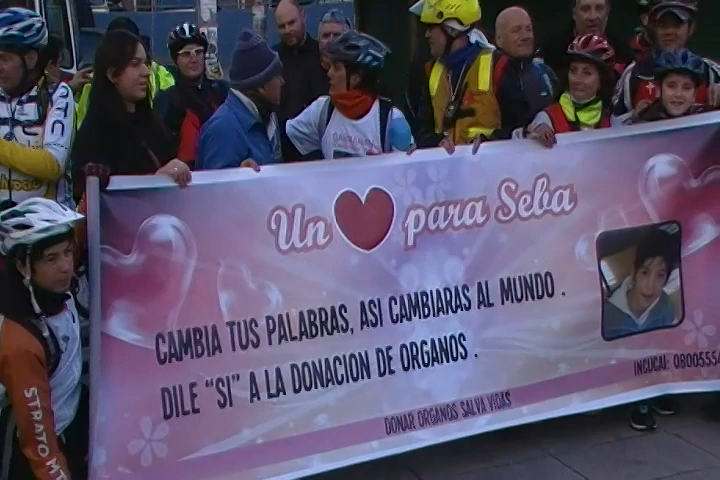 Un para Seba
CAMBIA TUS PALABRAS, ASI CAMBIARAS AL MUNDO .
DILE "SI" A LA DONACION DE ORGANOS .
INCUCAI: 0800555
DONAR ORGANOS SALVA VIDAS
STRATO